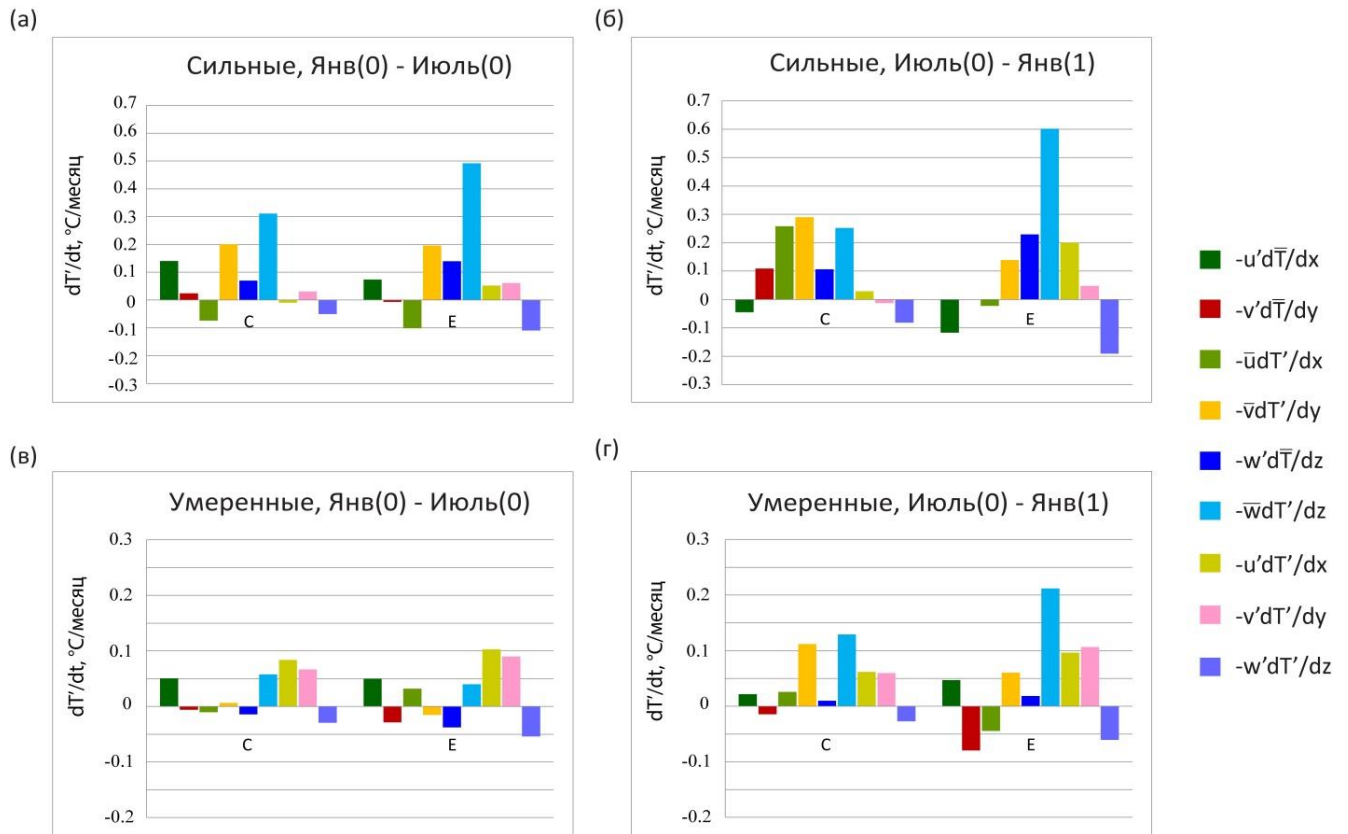 (а)
Сильные, Янв(0) - Июль(0)
dT'/dt, °С/месяц
0.7
0.6
0.5
0.4
0.3
0.2
0.1
0
-0.1
-0.2
-0.3
C
E
(б)
Сильные, Июль(0) - Янв(1)
dT'/dt, °С/месяц
0.7
0.6
0.5
0.4
0.3
0.2
0.1
0
-0.1
-0.2
-0.3
C
E
(в)
Умеренные, Янв(0) - Июль(0)
dT'/dt, °С/месяц
0.3
0.2
0.1
0
-0.1
-0.2
C
E
(г)
Умеренные, Июль(0) - Янв(1)
dT'/dt, °С/месяц
0.3
0.2
0.1
0
-0.1
-0.2
C
E
-u'dT̅/dx
-v'dT̅/dy
-u̅dT'/dx
-v̅dT'/dy
-w'dT̅/dz
-w̅dT'/dz
-u'dT'/dx
-v'dT'/dy
-w'dT'/dz